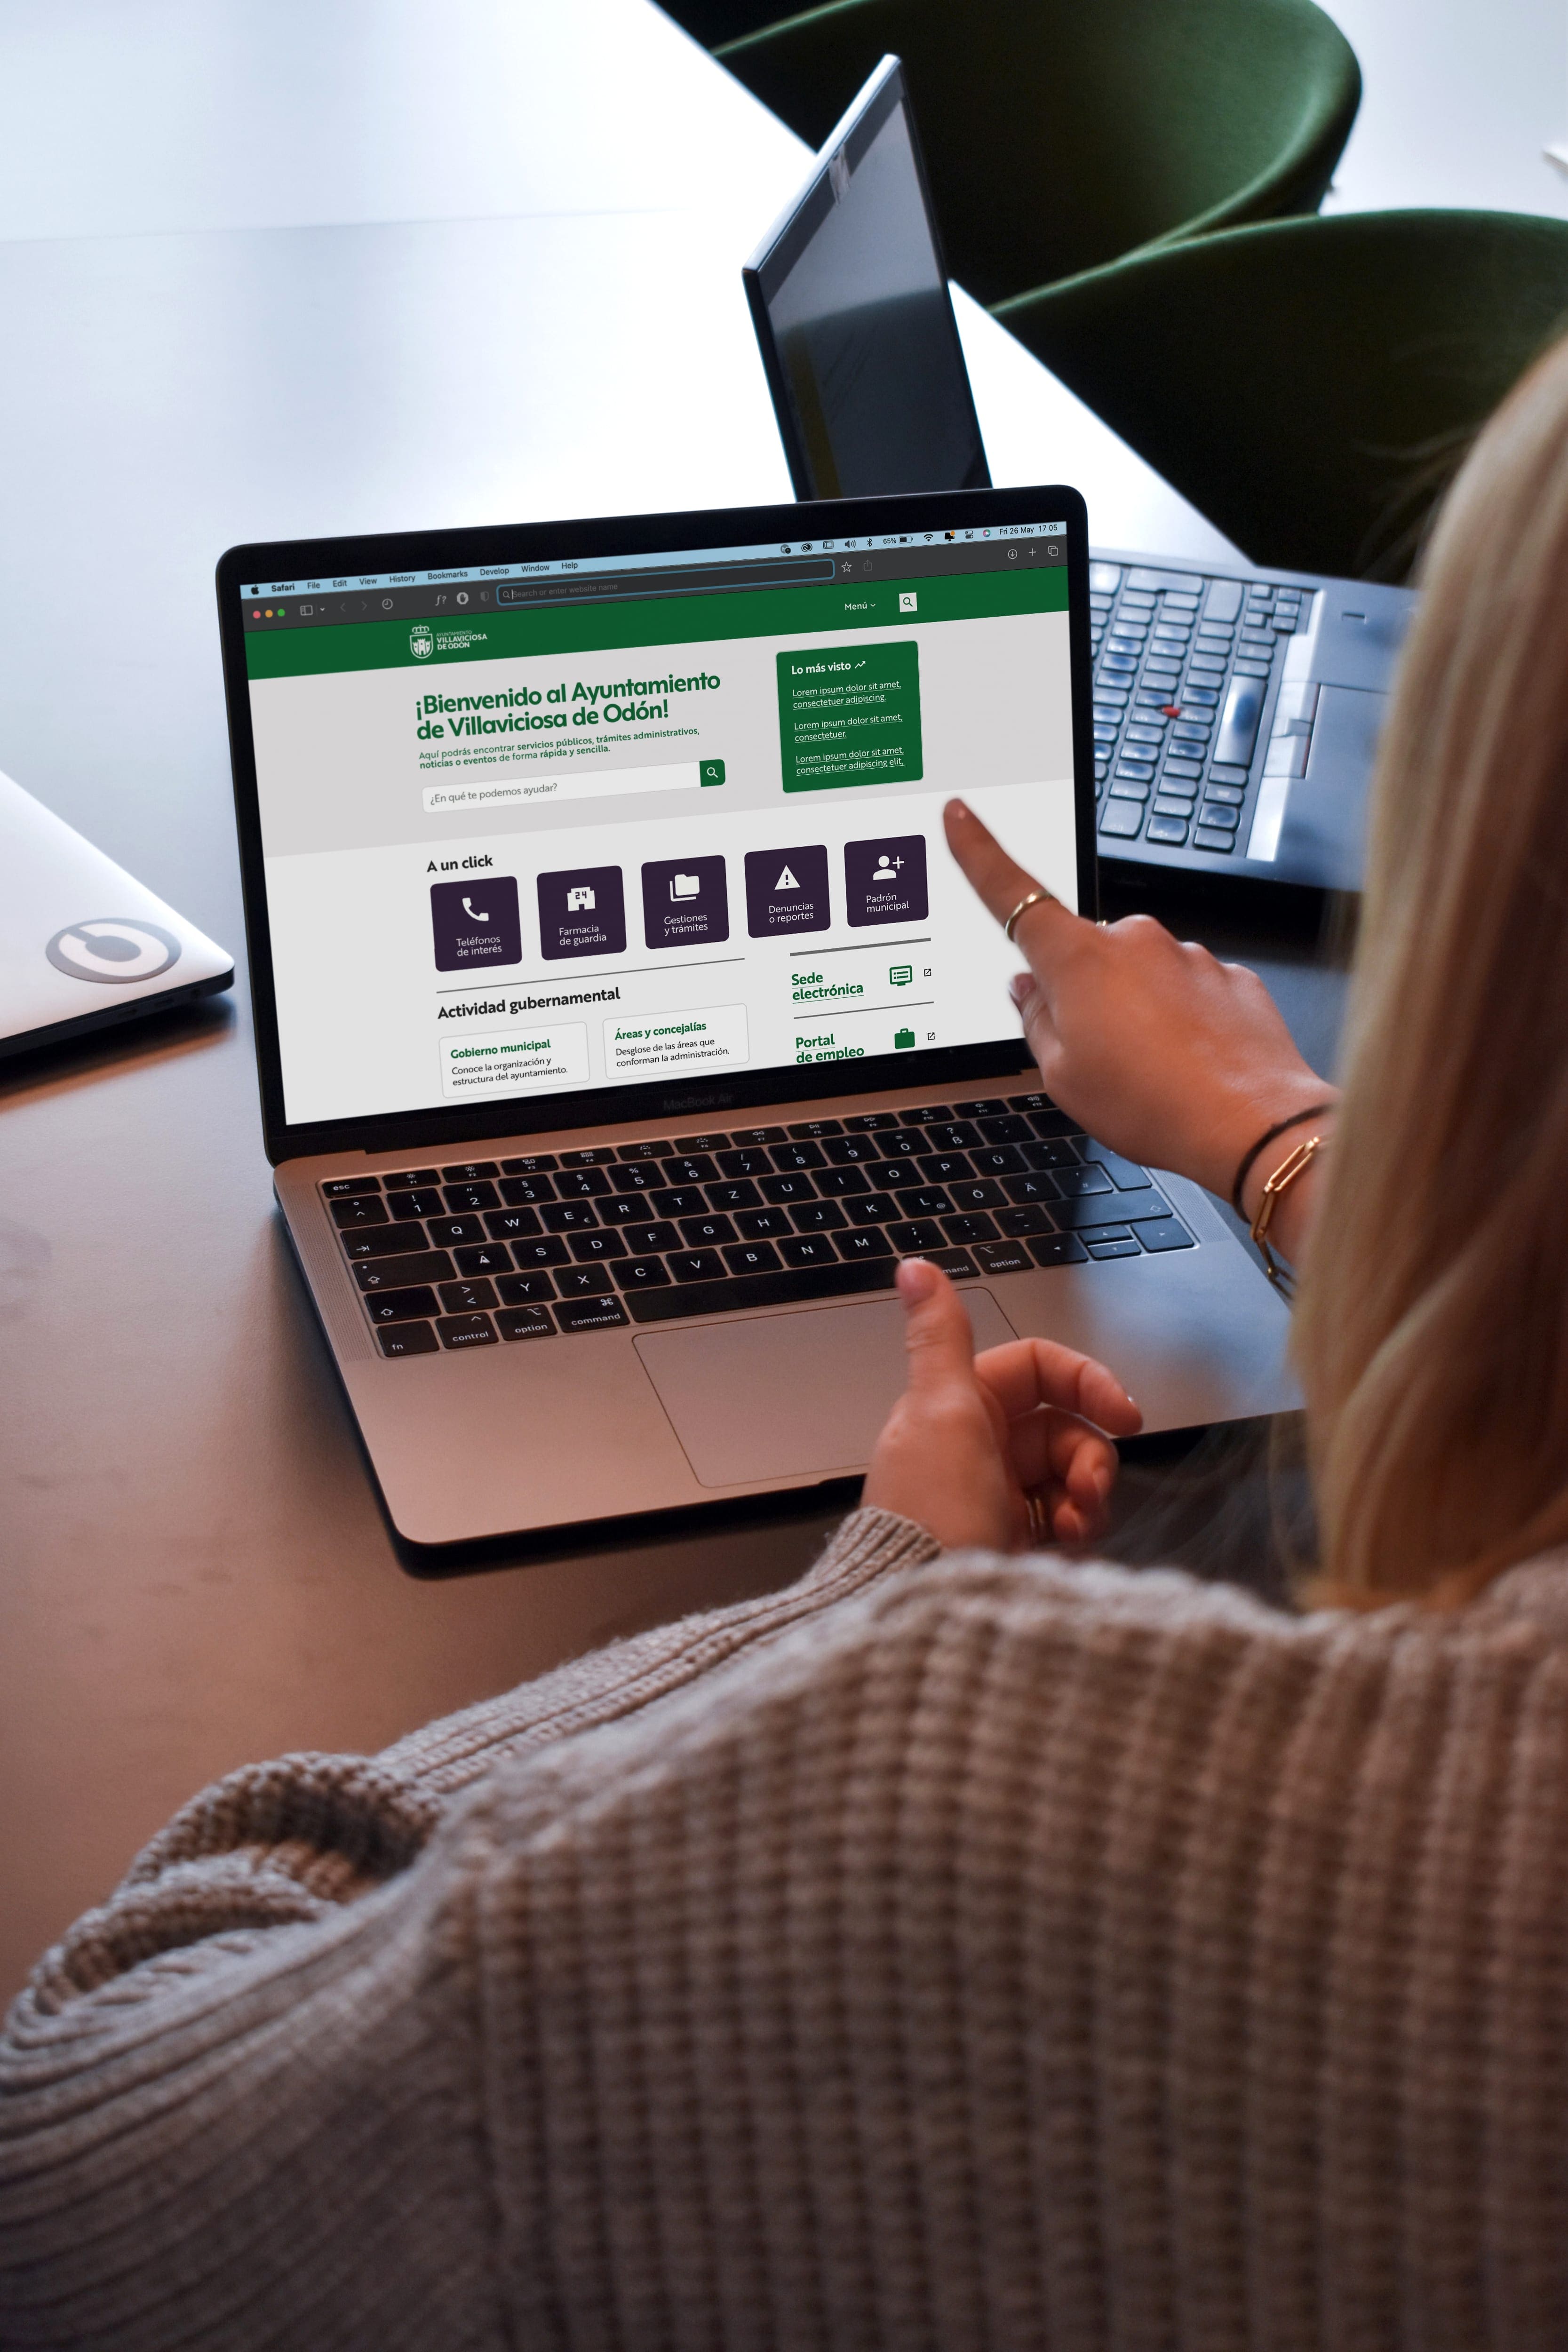 Safari File Edit View History Bookmarks Develop Window Help 65% Fri 26 May 17 05
Search or enter website name
AYUNTAMIENTO
VILLAVICIOSA
DE ODÓN
Menú
¡Bienvenido al Ayuntamiento
de Villaviciosa de Odón!
Aquí podrás encontrar servicios públicos, trámites administrativos,
noticias o eventos de forma rápida y sencilla.
¿En qué te podemos ayudar?
Lo más visto
Lorem ipsum dolor sit amet,
consectetuer adipiscing.
Lorem ipsum dolor sit amet,
consectetuer.
Lorem ipsum dolor sit amet,
consectetuer adipiscing elit.
A un click
Teléfonos
de interés
24
Farmacia
de guardia
Gestiones
y trámites
Denuncias
o reportes
Padrón
municipal
Actividad gubernamental
Gobierno municipal
Conoce la organización y
estructura del ayuntamiento.
Áreas y concejalías
Desglose de las áreas que
conforman la administración.
Sede
electrónica
Portal
de empleo
MacBook Air
esc
! " § $ % & / ( ) = ?
1 2 3 4 5 6 7 8 9 0 ß
Q W E € R T Z U I O P Ü
A S D F G H J K L @ Ö Ä
Y X C V B N M
fn control option command mand option